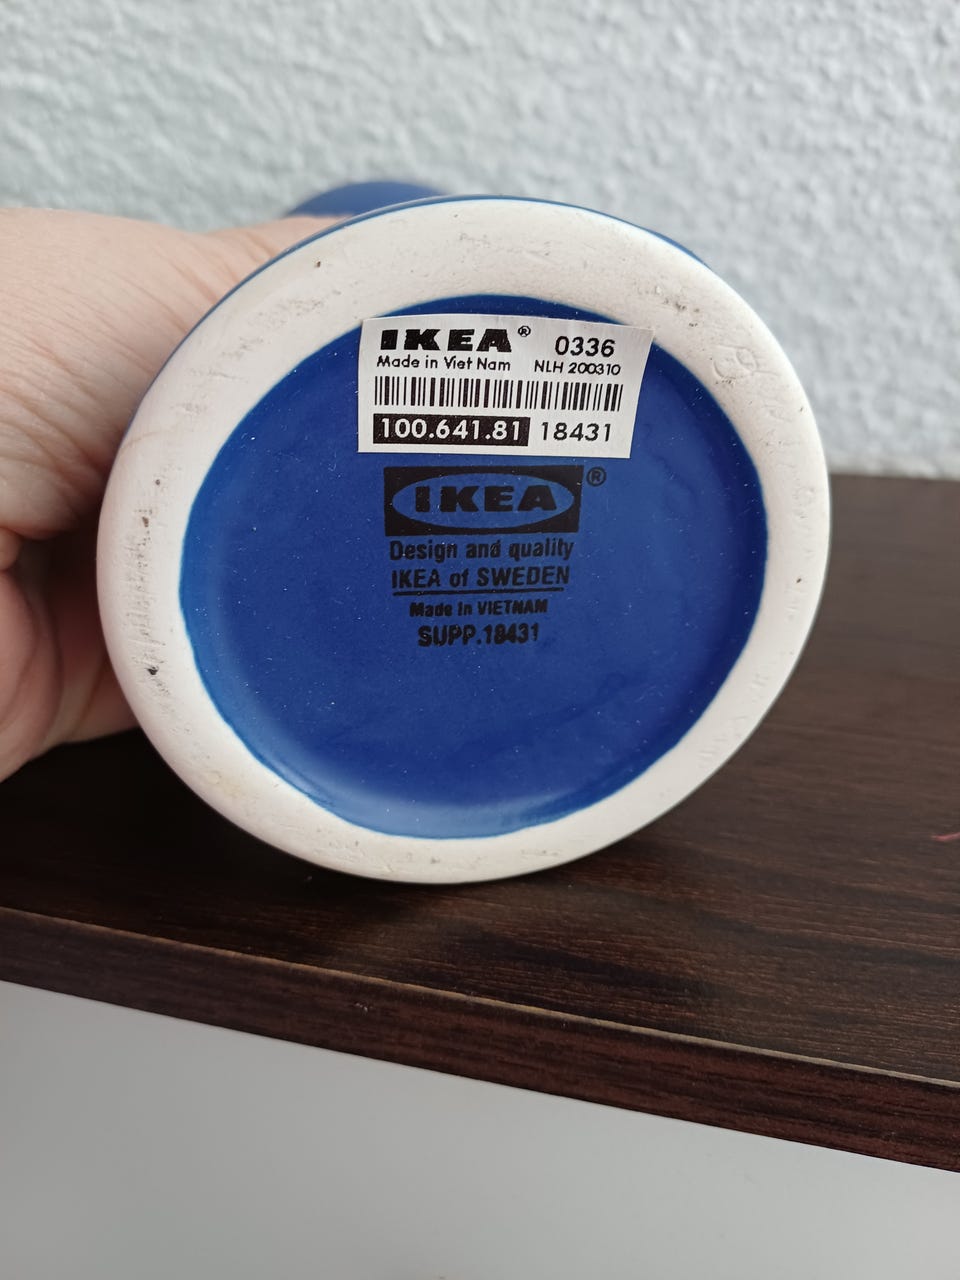 IKEA® 0336
Made in Viet Nam NLH 200310
100.641.81 18431
IKEA®
Design and quality
IKEA of SWEDEN
Made in VIETNAM
SUPP.18431